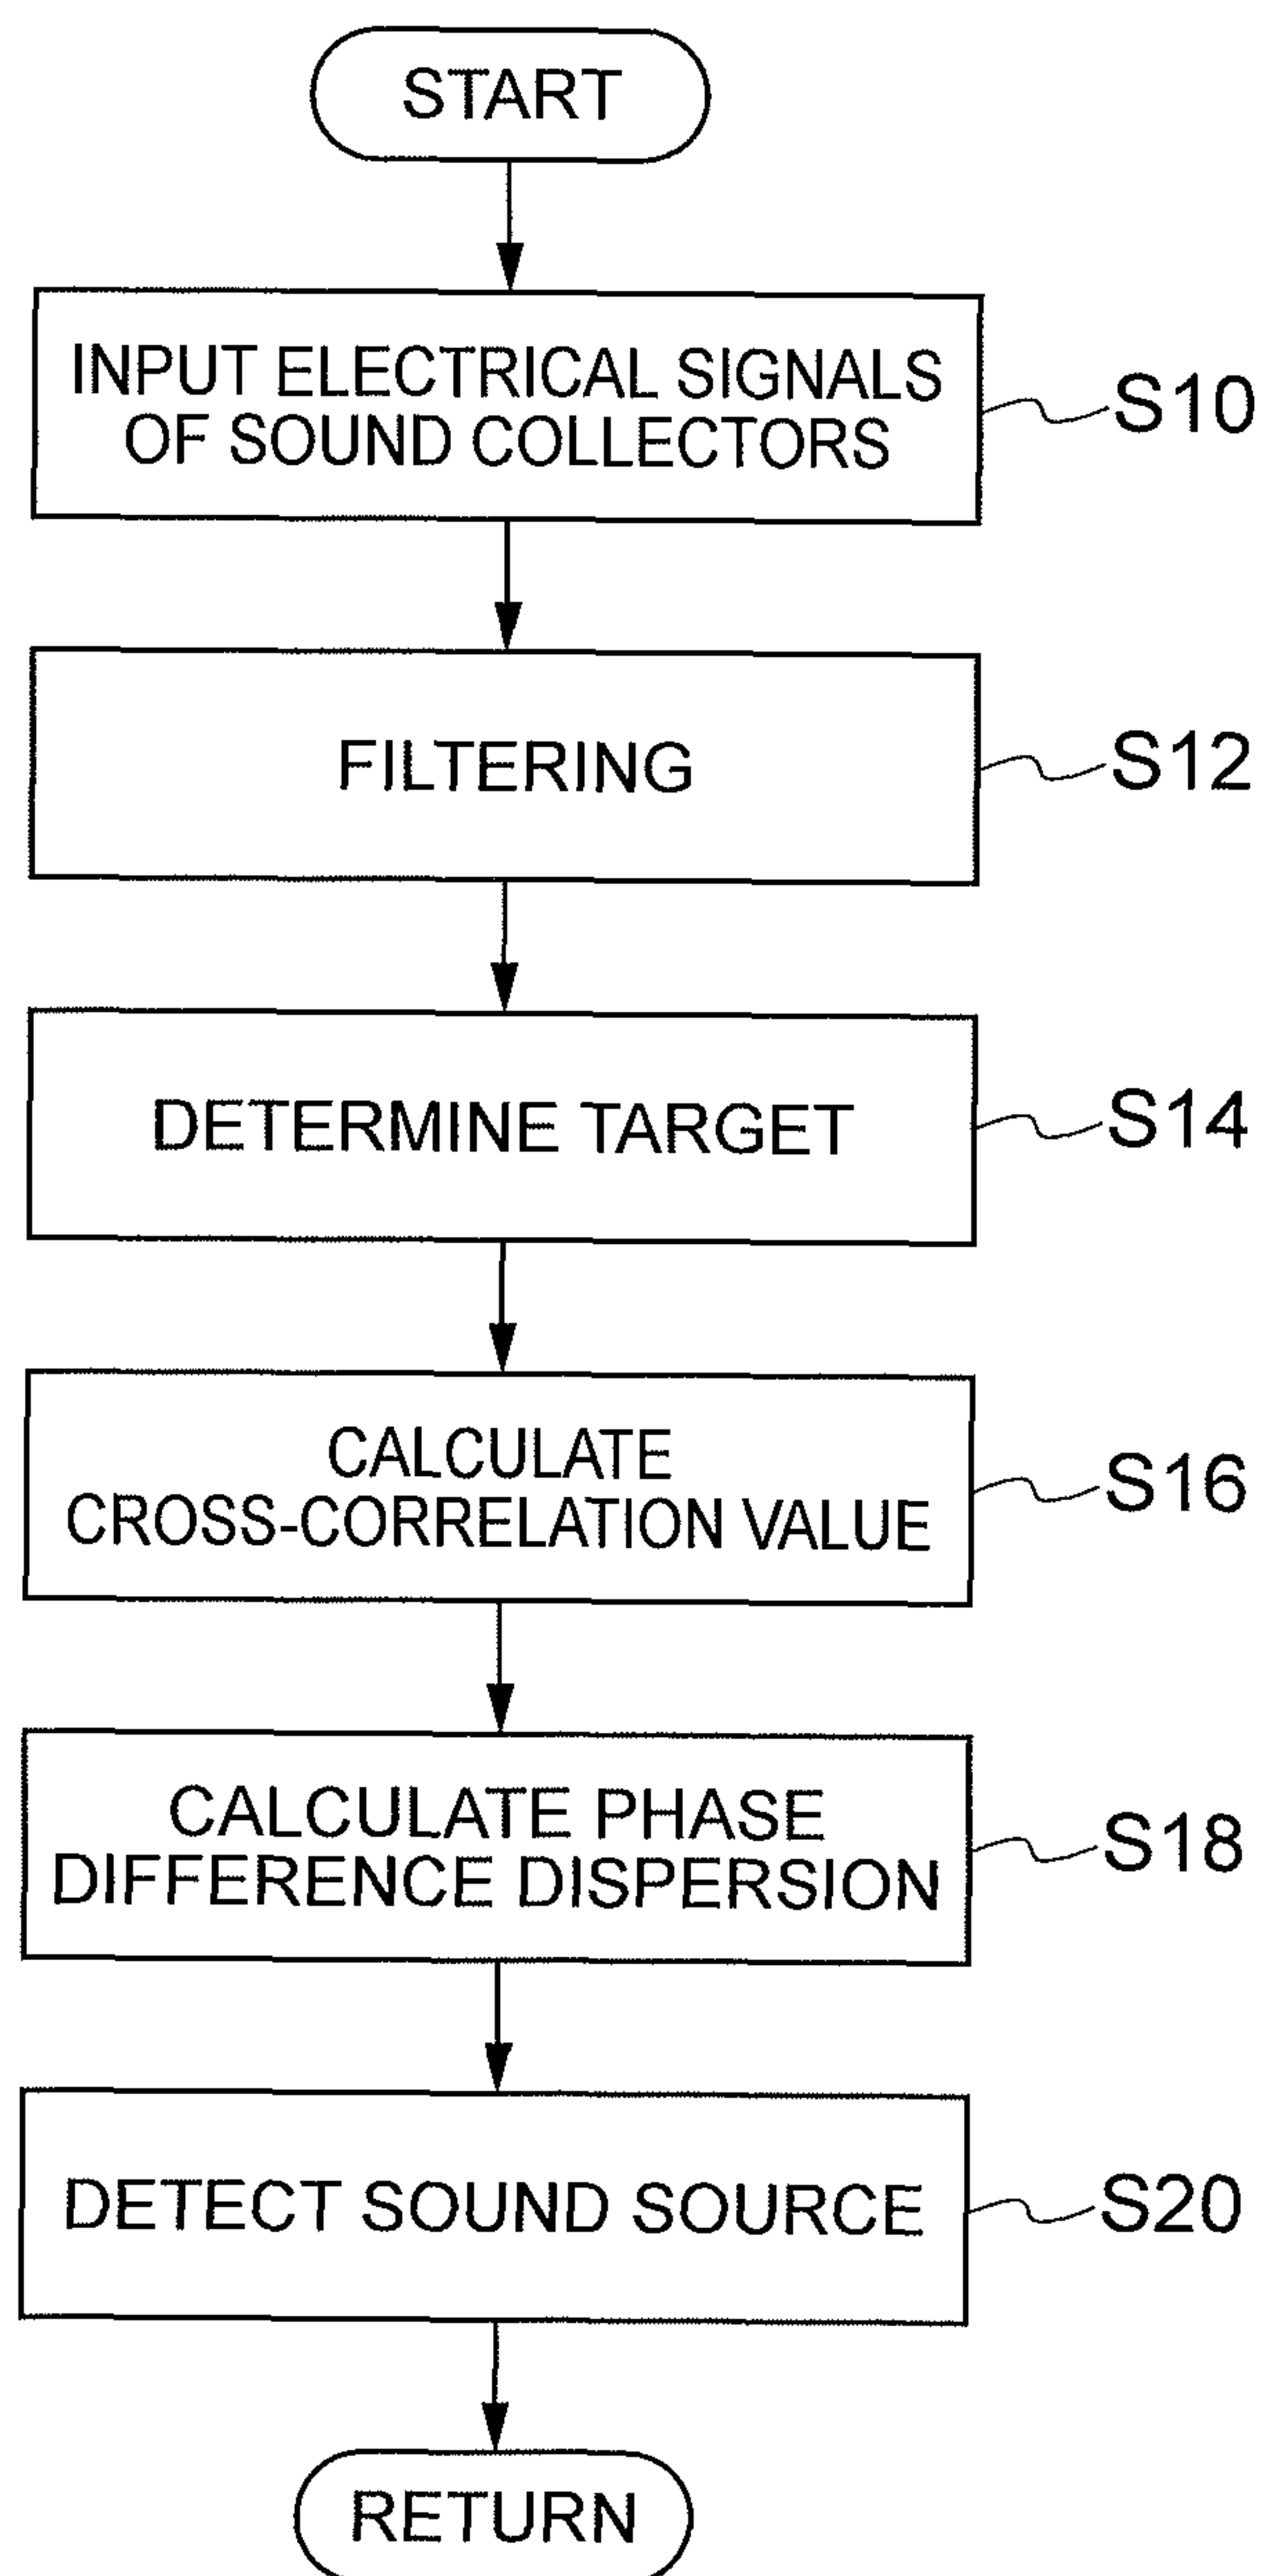 START
INPUT ELECTRICAL SIGNALS
OF SOUND COLLECTORS
S10
FILTERING
S12
DETERMINE TARGET
S14
CALCULATE
CROSS-CORRELATION VALUE
S16
CALCULATE PHASE
DIFFERENCE DISPERSION
S18
DETECT SOUND SOURCE
S20
RETURN